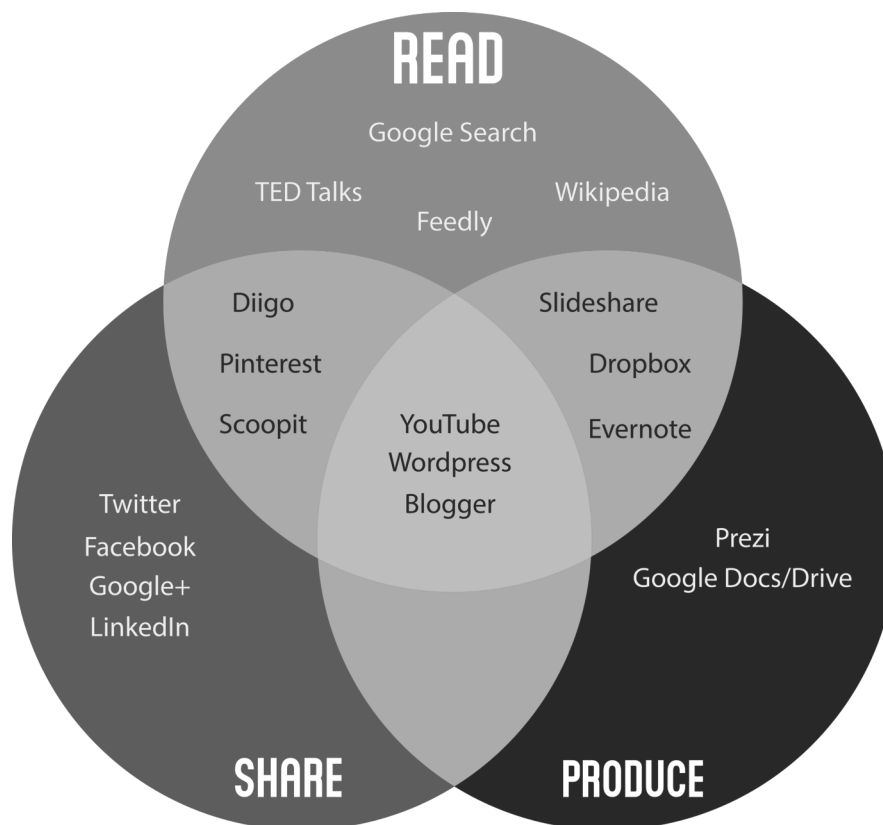 READ
Google Search
TED Talks
Wikipedia
Feedly
Diigo
Slideshare
Pinterest
Dropbox
Scoopit
YouTube
Evernote
Wordpress
Blogger
Twitter
Facebook
Google+
LinkedIn
Prezi
Google Docs/Drive
SHARE
PRODUCE